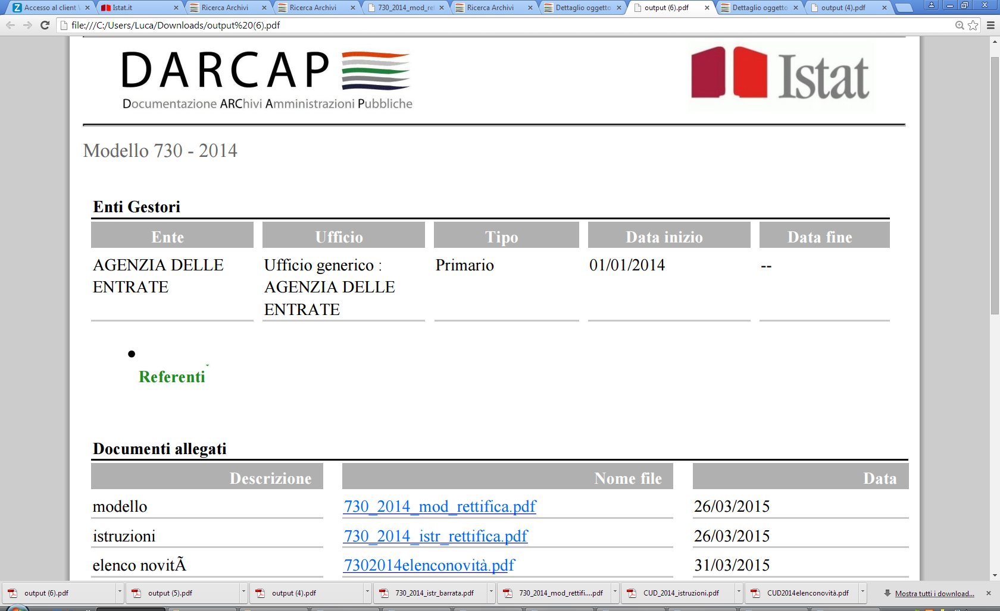 Accesso al client \
Istat.it
Ricerca Archivi
Ricerca Archivi
730_2014_mod_ret
Ricerca Archivi
Dettaglio oggetto
output (6).pdf
Dettaglio oggetto
output (4).pdf
file:///C:/Users/Luca/Downloads/output%20(6).pdf
DARCAP
Documentazione ARChivi Amministrazioni Pubbliche
Istat
Modello 730 - 2014
Enti Gestori
Ente Ufficio Tipo Data inizio Data fine
AGENZIA DELLE Ufficio generico : Primario 01/01/2014 --
ENTRATE AGENZIA DELLE
ENTRATE
Referenti
Documenti allegati
Descrizione Nome file Data
modello 730_2014_mod_rettifica.pdf 26/03/2015
istruzioni 730_2014_istr_rettifica.pdf 26/03/2015
elenco novitÃ 7302014elenconovità.pdf 31/03/2015
output (6).pdf
output (5).pdf
output (4).pdf
730_2014_istr_barrata.pdf
730_2014_mod_rettifi....pdf
CUD_2014_istruzioni.pdf
CUD2014elenconovità.pdf
Mostra tutti i download...